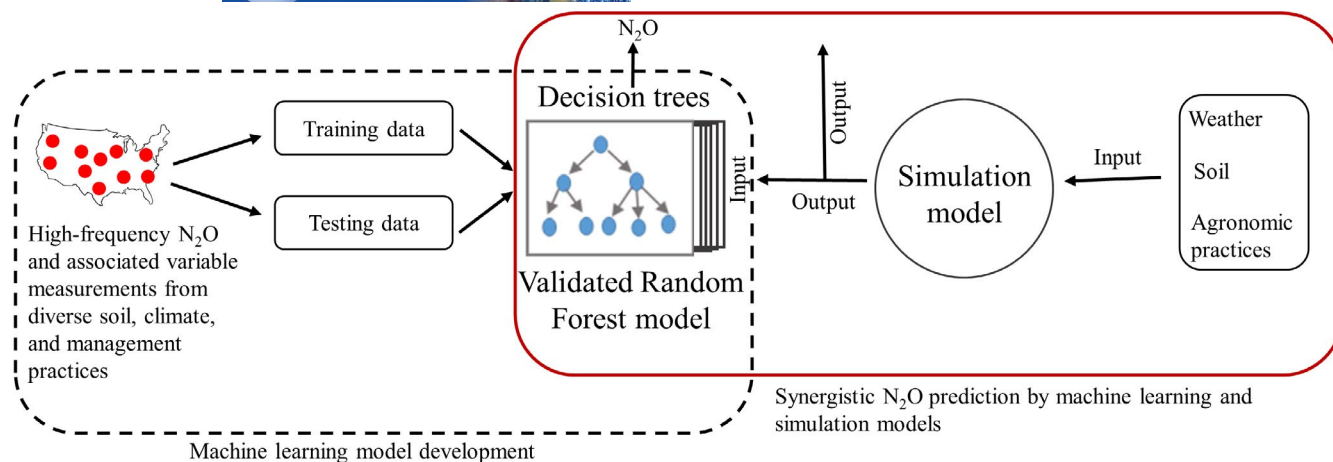 High-frequency N₂O
and associated variable
measurements from
diverse soil, climate,
and management
practices
Training data
Testing data
N₂O
Decision trees
Input
Validated Random
Forest model
Output
Output
Simulation
model
Input
Weather
Soil
Agronomic
practices
Machine learning model development
Synergistic N₂O prediction by machine learning and
simulation models